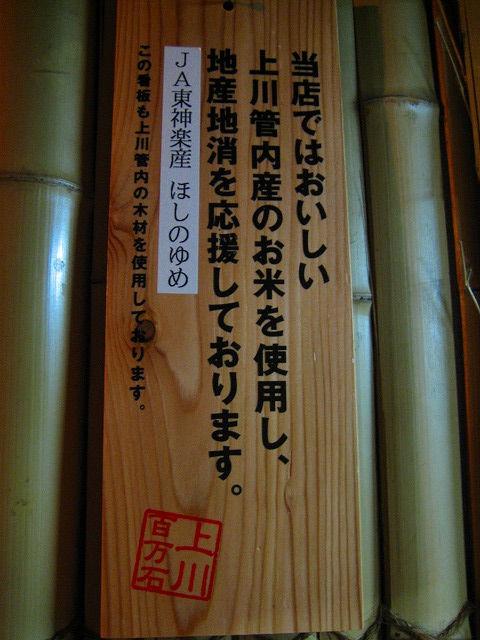 当店ではおいしい
上川管内産のお米を使用し、
地産地消を応援しております。
JA東神楽産 ほしのゆめ
この看板も上川管内の木材を使用しております。
上川
百万石